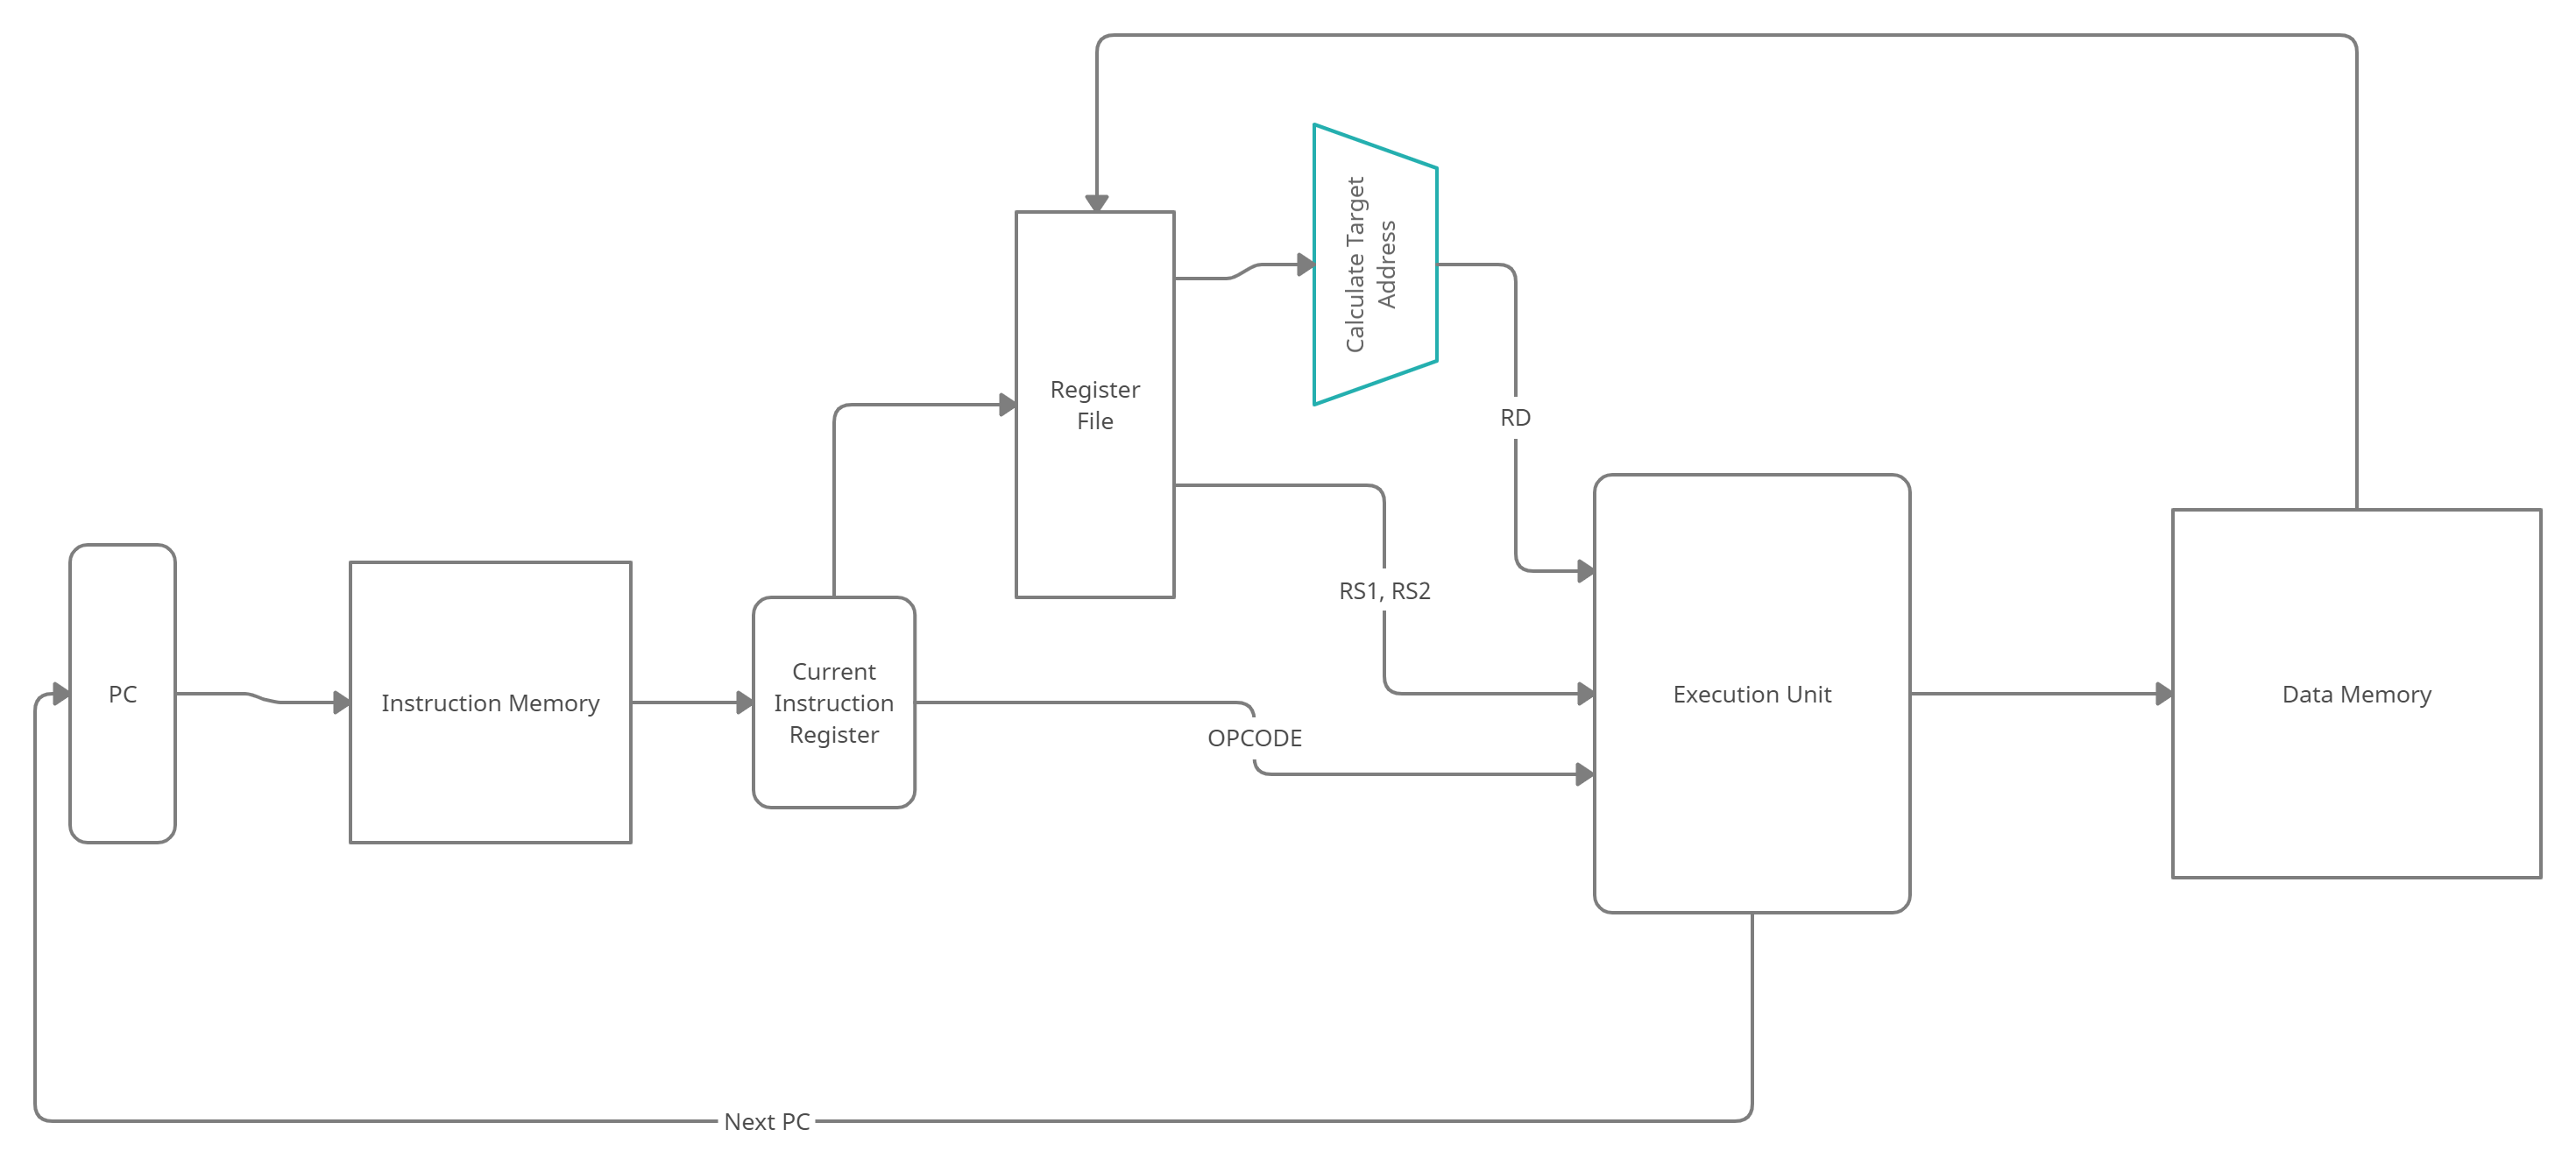 Calculate Target
Address
Register
File
RD
RS1, RS2
PC
Instruction Memory
Current
Instruction
Register
OPCODE
Execution Unit
Data Memory
Next PC